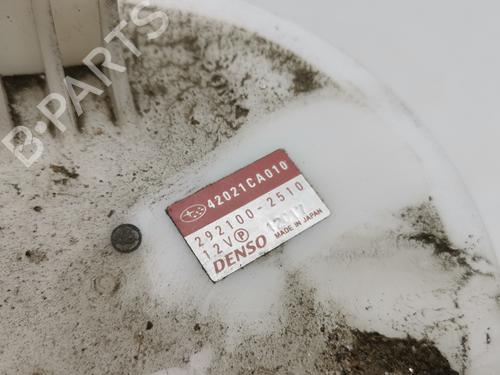 B-PARTS
42021CA010
292100-2510
12V P
DENSO MADE IN JAPAN